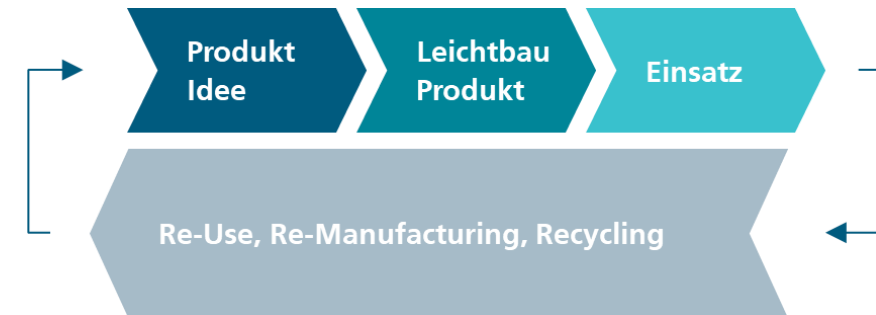 Produkt
Idee
Leichtbau
Produkt
Einsatz
Re-Use, Re-Manufacturing, Recycling